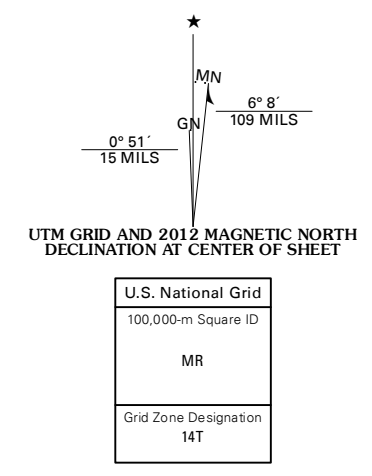 ★
MN
6° 8´
109 MILS
GN
0° 51´
15 MILS
UTM GRID AND 2012 MAGNETIC NORTH
DECLINATION AT CENTER OF SHEET
U.S. National Grid
100,000-m Square ID
MR
Grid Zone Designation
14T